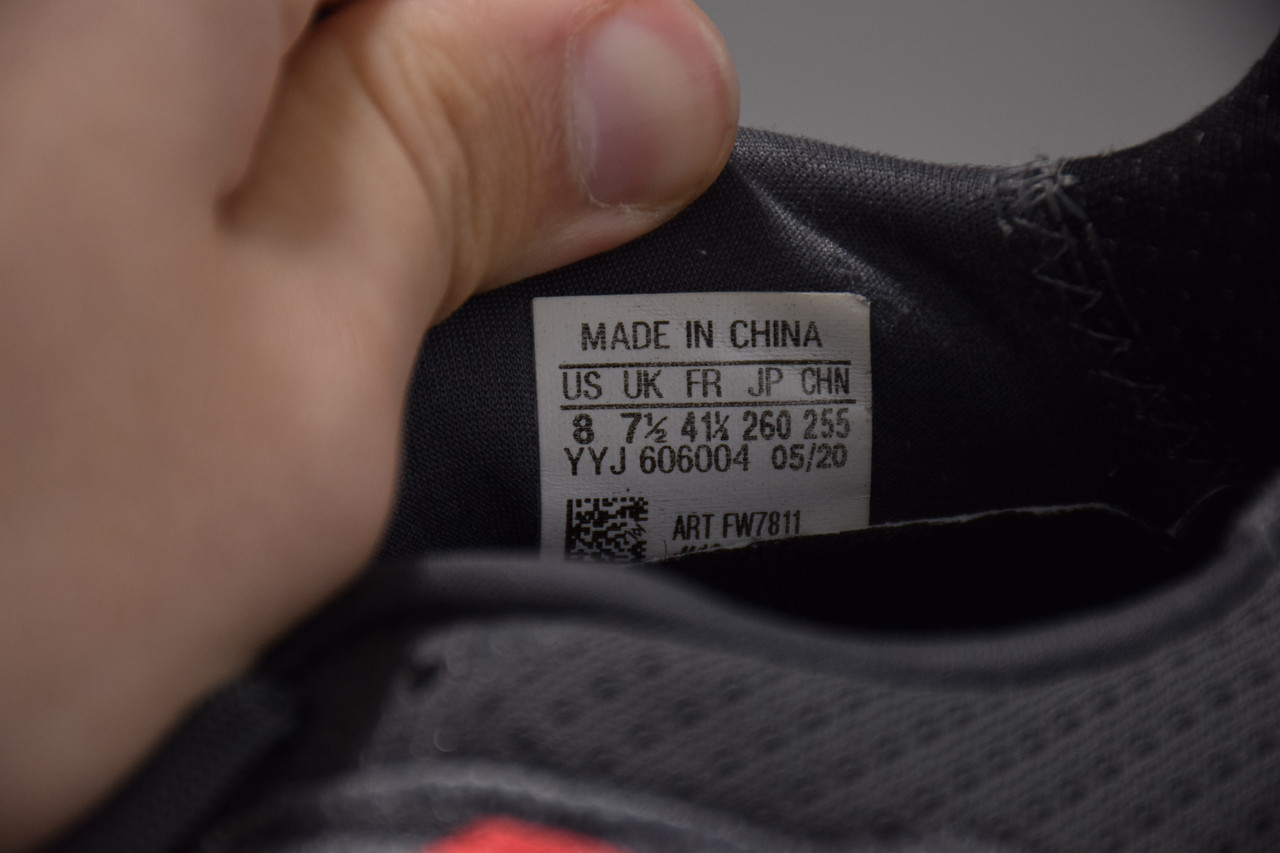 MADE IN CHINA
US UK FR JP CHN
8 7½ 41⅓ 260 255
YYJ 606004 05/20
ART FW7811